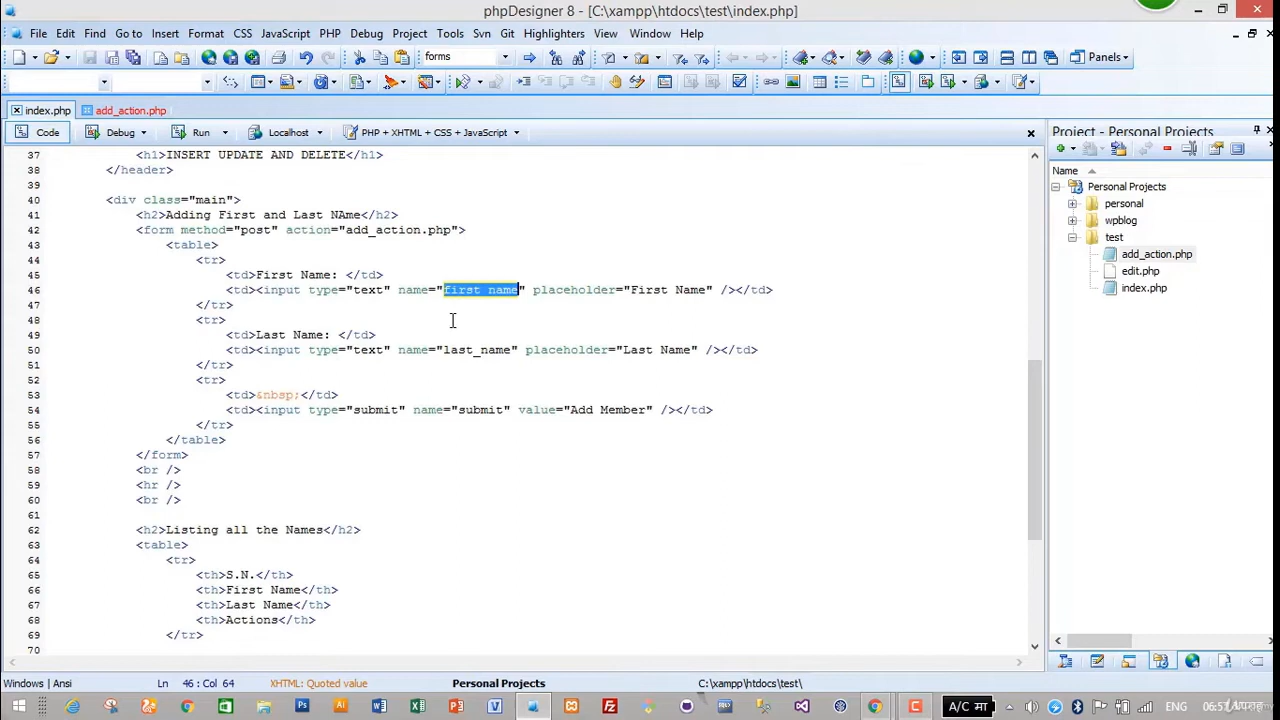 phpDesigner 8 - [C:\xampp\htdocs\test\index.php]
File Edit Find Go to Insert Format CSS JavaScript PHP Debug Project Tools Svn Git Highlighters View Window Help
forms
Panels
index.php add_action.php
Code Debug Run Localhost PHP + XHTML + CSS + JavaScript
37 <h1>INSERT UPDATE AND DELETE</h1>
38 </header>
39
40 <div class="main">
41 <h2>Adding First and Last NAme</h2>
42 <form method="post" action="add_action.php">
43 <table>
44 <tr>
45 <td>First Name: </td>
46 <td><input type="text" name="first_name" placeholder="First Name" /></td>
47 </tr>
48 <tr>
49 <td>Last Name: </td>
50 <td><input type="text" name="last_name" placeholder="Last Name" /></td>
51 </tr>
52 <tr>
53 <td>&nbsp;</td>
54 <td><input type="submit" name="submit" value="Add Member" /></td>
55 </tr>
56 </table>
57 </form>
58 <br />
59 <hr />
60 <br />
61
62 <h2>Listing all the Names</h2>
63 <table>
64 <tr>
65 <th>S.N.</th>
66 <th>First Name</th>
67 <th>Last Name</th>
68 <th>Actions</th>
69 </tr>
70
Project - Personal Projects
Name
Personal Projects
personal
wpblog
test
add_action.php
edit.php
index.php
Windows | Ansi Ln 46 : Col 64 XHTML: Quoted value Personal Projects C:\xampp\htdocs\test\
A/C मा ENG